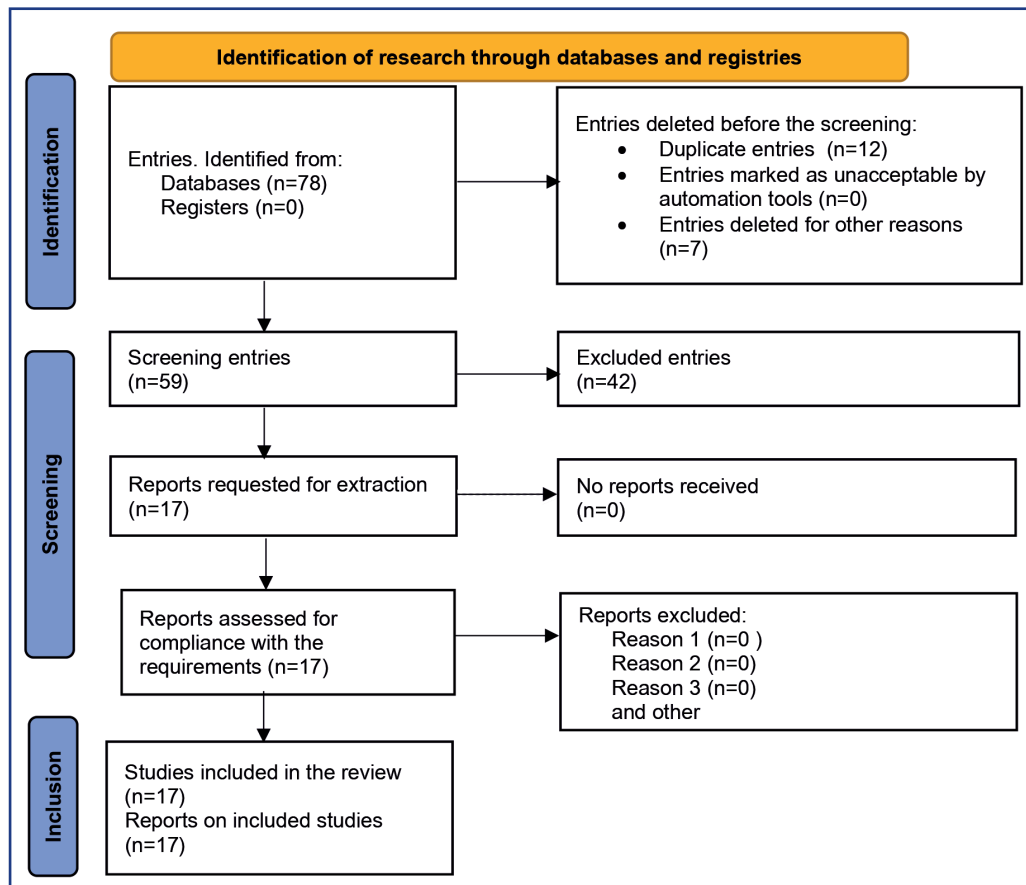 Identification of research through databases and registries
Identification
Entries. Identified from:
Databases (n=78)
Registers (n=0)
Entries deleted before the screening:
• Duplicate entries (n=12)
• Entries marked as unacceptable by
automation tools (n=0)
• Entries deleted for other reasons
(n=7)
Screening
Screening entries
(n=59)
Excluded entries
(n=42)
Reports requested for extraction
(n=17)
No reports received
(n=0)
Reports assessed for
compliance with the
requirements (n=17)
Reports excluded:
Reason 1 (n=0 )
Reason 2 (n=0)
Reason 3 (n=0)
and other
Inclusion
Studies included in the review
(n=17)
Reports on included studies
(n=17)